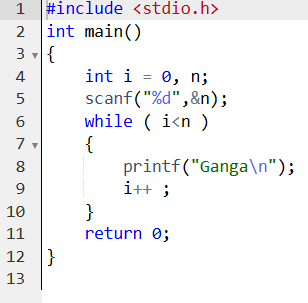 1 #include <stdio.h>
2 int main()
3 {
4 int i = 0, n;
5 scanf("%d",&n);
6 while ( i<n )
7 {
8 printf("Ganga\n");
9 i++ ;
10 }
11 return 0;
12 }
13